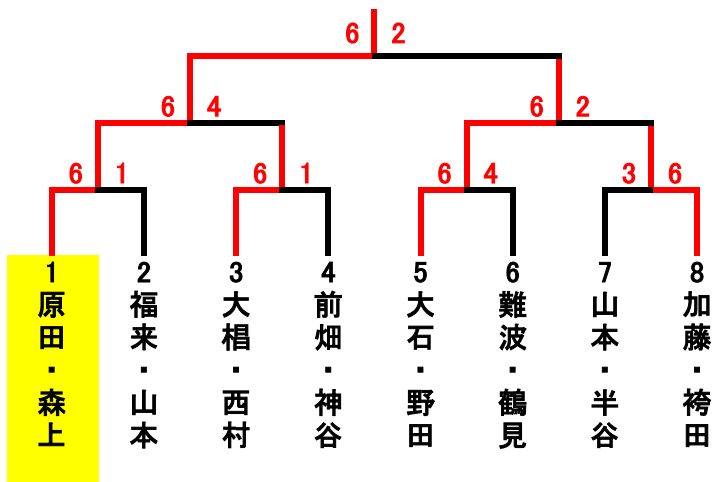 6 2
6 4
6 2
6 1
6 1
6 4
3 6
1
原田・森上
2
福来・山本
3
大椙・西村
4
前畑・神谷
5
大石・野田
6
難波・鶴見
7
山本・半谷
8
加藤・袴田